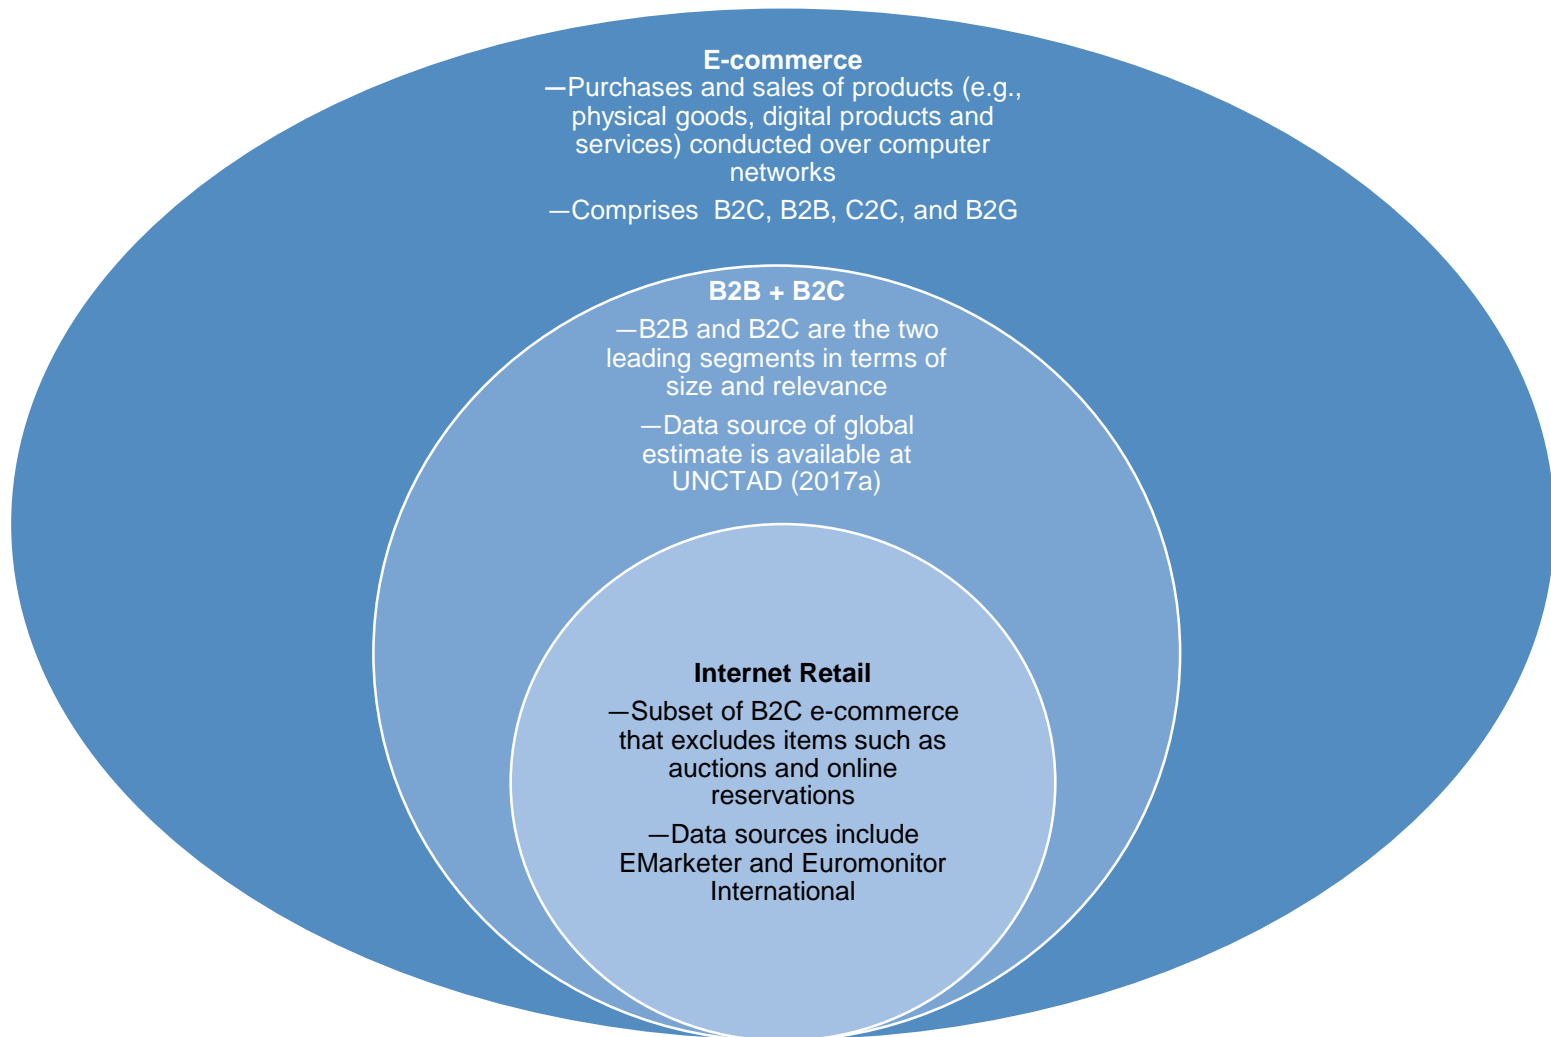 E-commerce
—Purchases and sales of products (e.g.,
physical goods, digital products and
services) conducted over computer
networks
—Comprises  B2C, B2B, C2C, and B2G
B2B + B2C
—B2B and B2C are the two
leading segments in terms of
size and relevance
—Data source of global
estimate is available at
UNCTAD (2017a)
Internet Retail
—Subset of B2C e-commerce
that excludes items such as
auctions and online
reservations
—Data sources include
EMarketer and Euromonitor
International